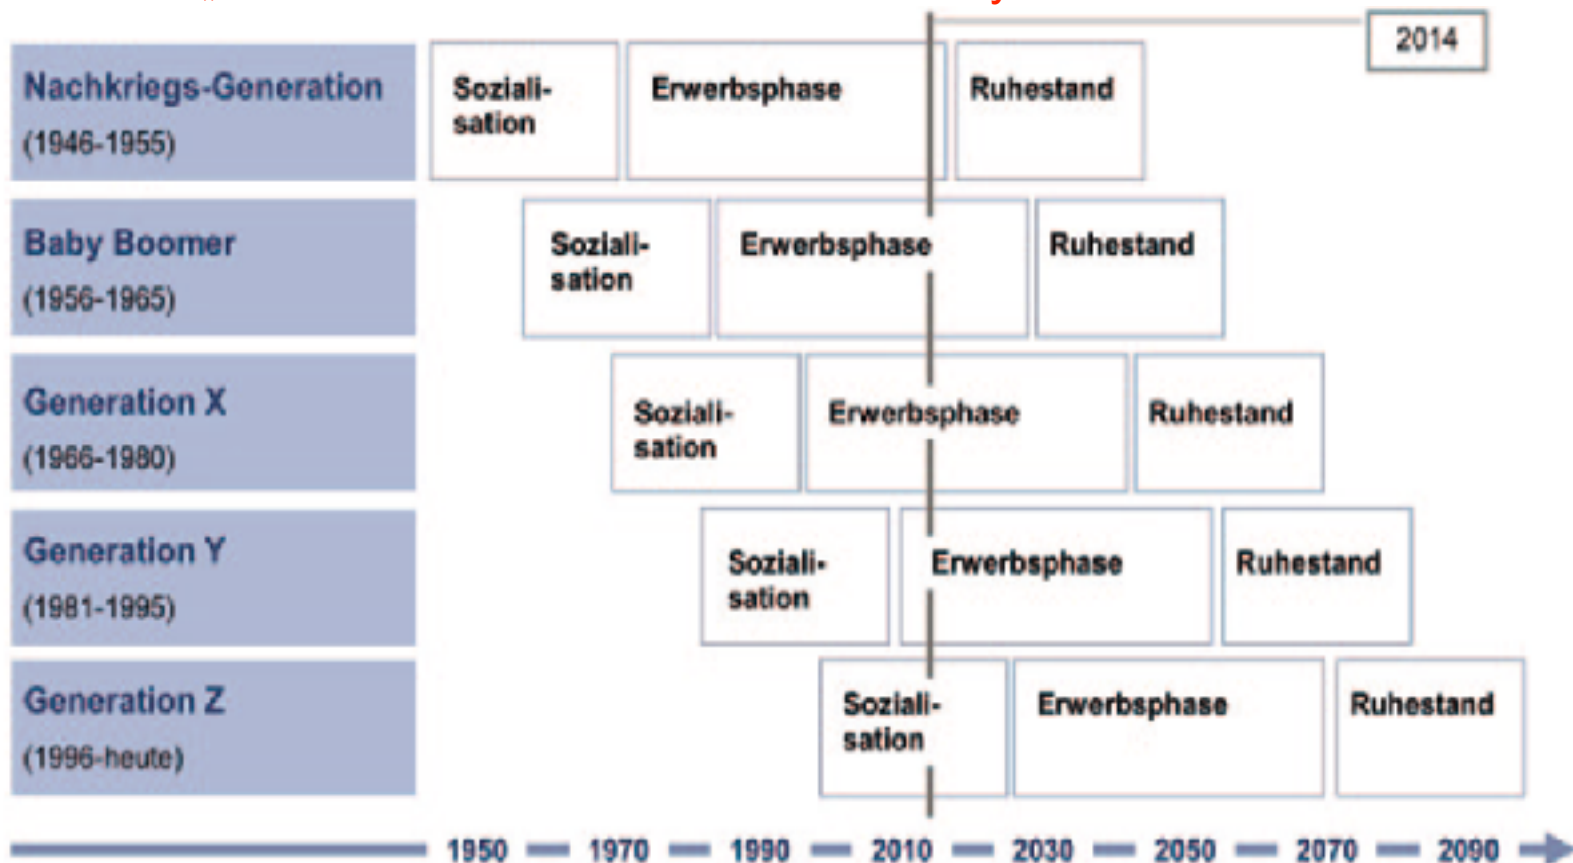 2014
Nachkriegs-Generation
(1946-1955)
Soziali-
sation
Erwerbsphase
Ruhestand
Baby Boomer
(1956-1965)
Soziali-
sation
Erwerbsphase
Ruhestand
Generation X
(1966-1980)
Soziali-
sation
Erwerbsphase
Ruhestand
Generation Y
(1981-1995)
Soziali-
sation
Erwerbsphase
Ruhestand
Generation Z
(1996-heute)
Soziali-
sation
Erwerbsphase
Ruhestand
1950 1970 1990 2010 2030 2050 2070 2090